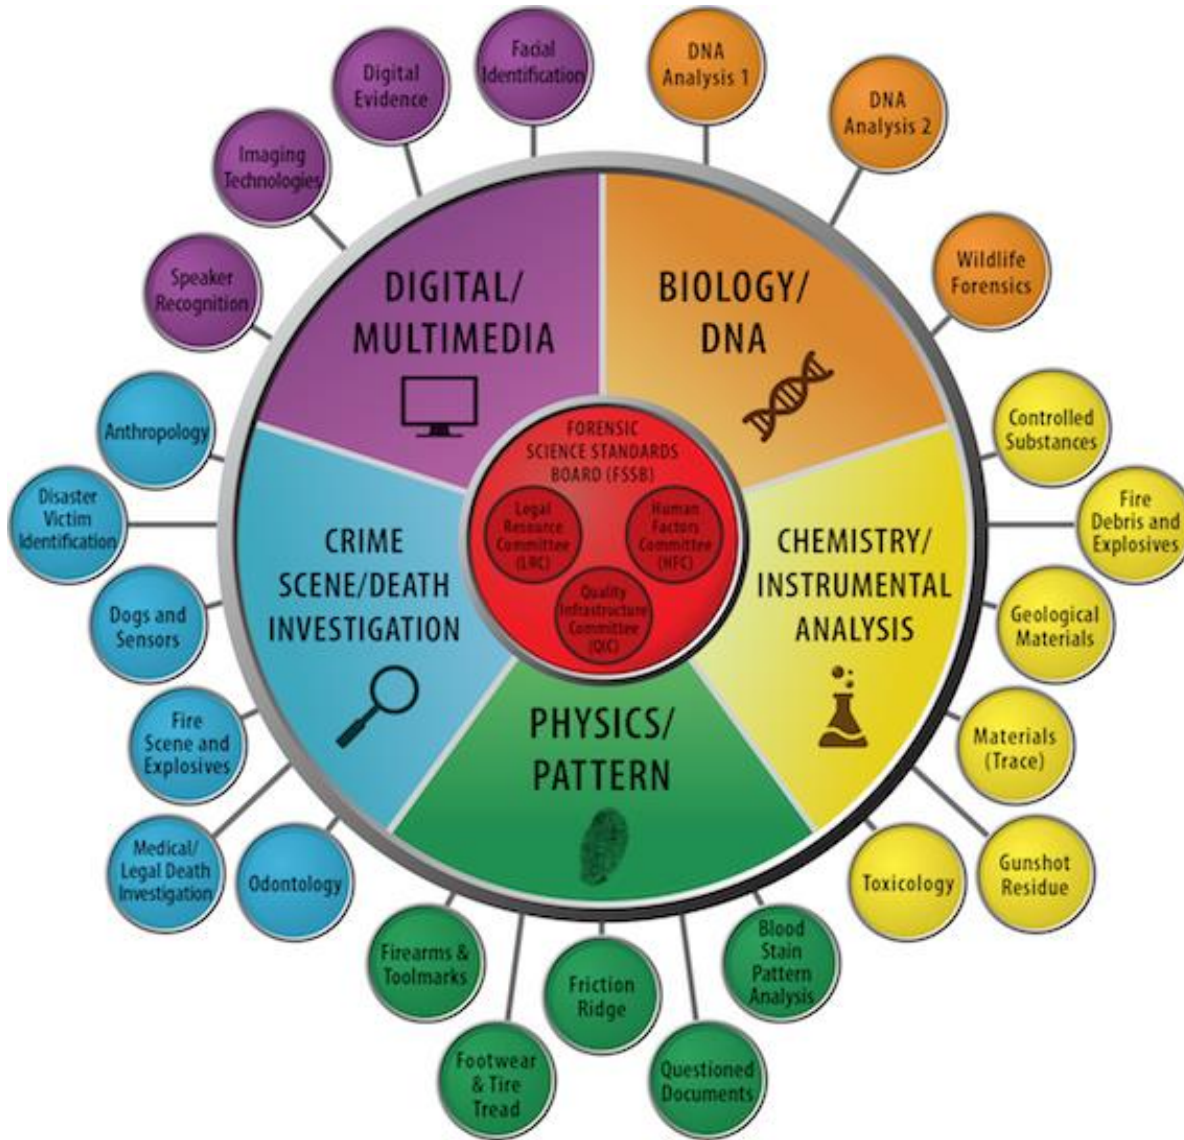 Facial
Identification
Digital
Evidence
Imaging
Technologies
Speaker
Recognition
DNA
Analysis 1
DNA
Analysis 2
Wildlife
Forensics
DIGITAL/
MULTIMEDIA
BIOLOGY/
DNA
FORENSIC
SCIENCE STANDARDS
BOARD (FSSB)
Legal
Resource
Committee
(LRC)
Human
Factors
Committee
(HFC)
Quality
Infrastructure
Committee
(QIC)
CRIME
SCENE/DEATH
INVESTIGATION
CHEMISTRY/
INSTRUMENTAL
ANALYSIS
PHYSICS/
PATTERN
Anthropology
Disaster
Victim
Identification
Dogs and
Sensors
Fire
Scene and
Explosives
Medical/
Legal Death
Investigation
Odontology
Controlled
Substances
Fire
Debris and
Explosives
Geological
Materials
Materials
(Trace)
Gunshot
Residue
Toxicology
Firearms &
Toolmarks
Footwear
& Tire
Tread
Friction
Ridge
Questioned
Documents
Blood
Stain
Pattern
Analysis